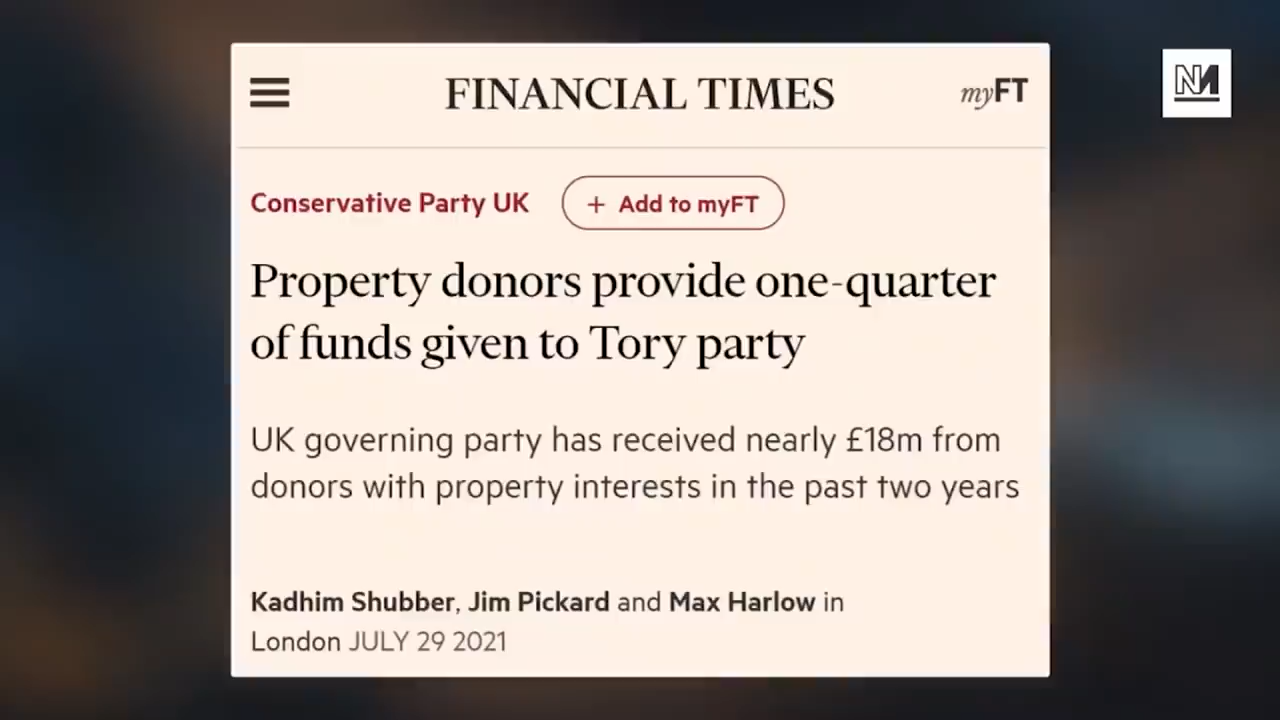 FINANCIAL TIMES
myFT
NM
Conservative Party UK
+ Add to myFT
Property donors provide one-quarter
of funds given to Tory party
UK governing party has received nearly £18m from
donors with property interests in the past two years
Kadhim Shubber, Jim Pickard and Max Harlow in
London JULY 29 2021